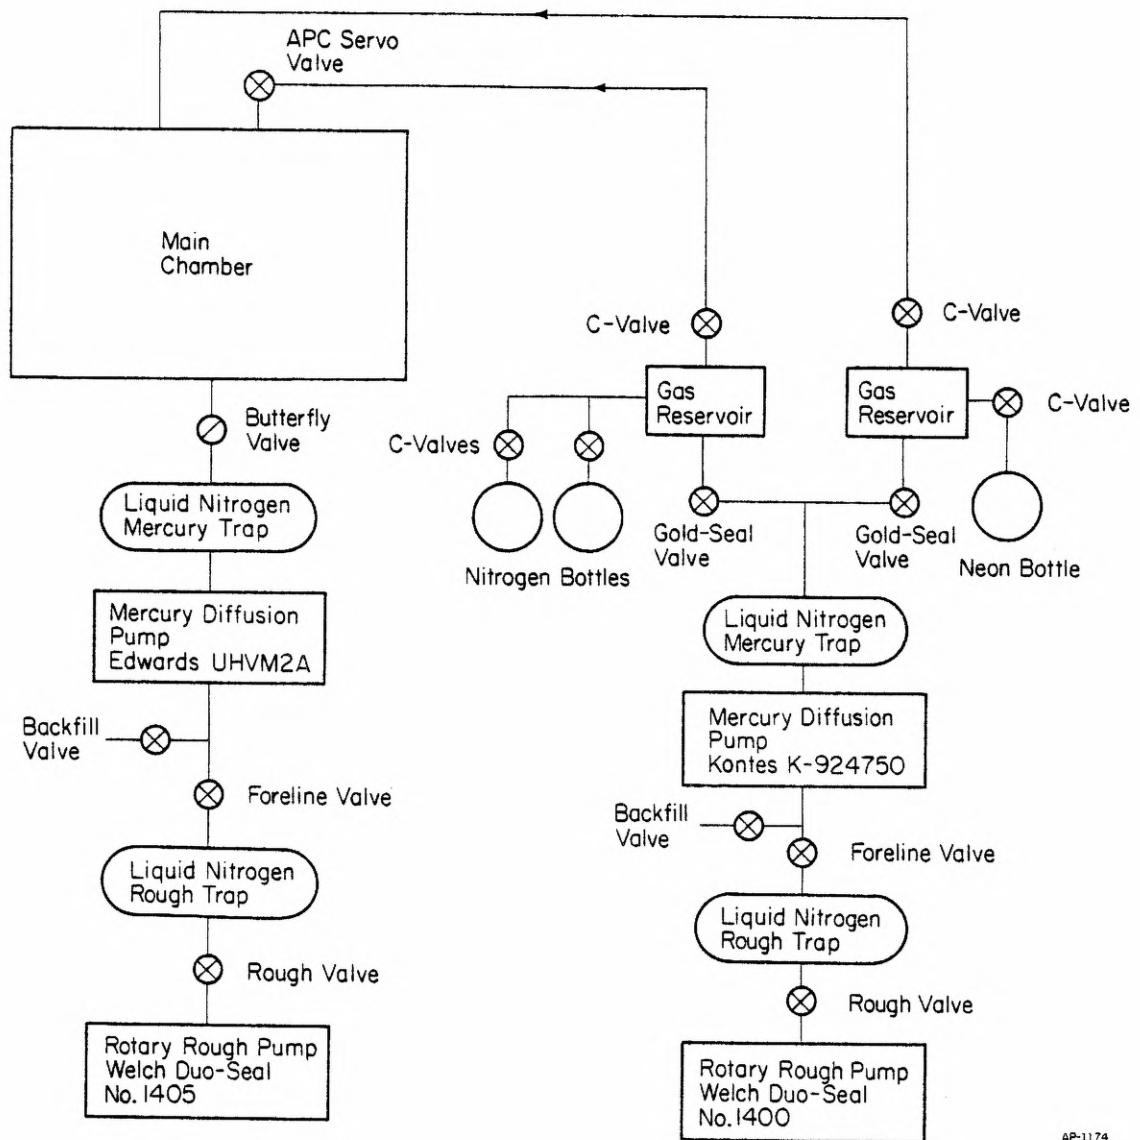 APC Servo
Valve
Main
Chamber
C-Valve
C-Valve
Gas
Reservoir
Gas
Reservoir
C-Valve
Butterfly
Valve
C-Valves
Liquid Nitrogen
Mercury Trap
Gold-Seal
Valve
Gold-Seal
Valve
Nitrogen Bottles
Neon Bottle
Mercury Diffusion
Pump
Edwards UHVM2A
Liquid Nitrogen
Mercury Trap
Backfill
Valve
Mercury Diffusion
Pump
Kontes K-924750
Foreline Valve
Backfill
Valve
Foreline Valve
Liquid Nitrogen
Rough Trap
Liquid Nitrogen
Rough Trap
Rough Valve
Rough Valve
Rotary Rough Pump
Welch Duo-Seal
No. 1405
Rotary Rough Pump
Welch Duo-Seal
No. 1400
AP-1174